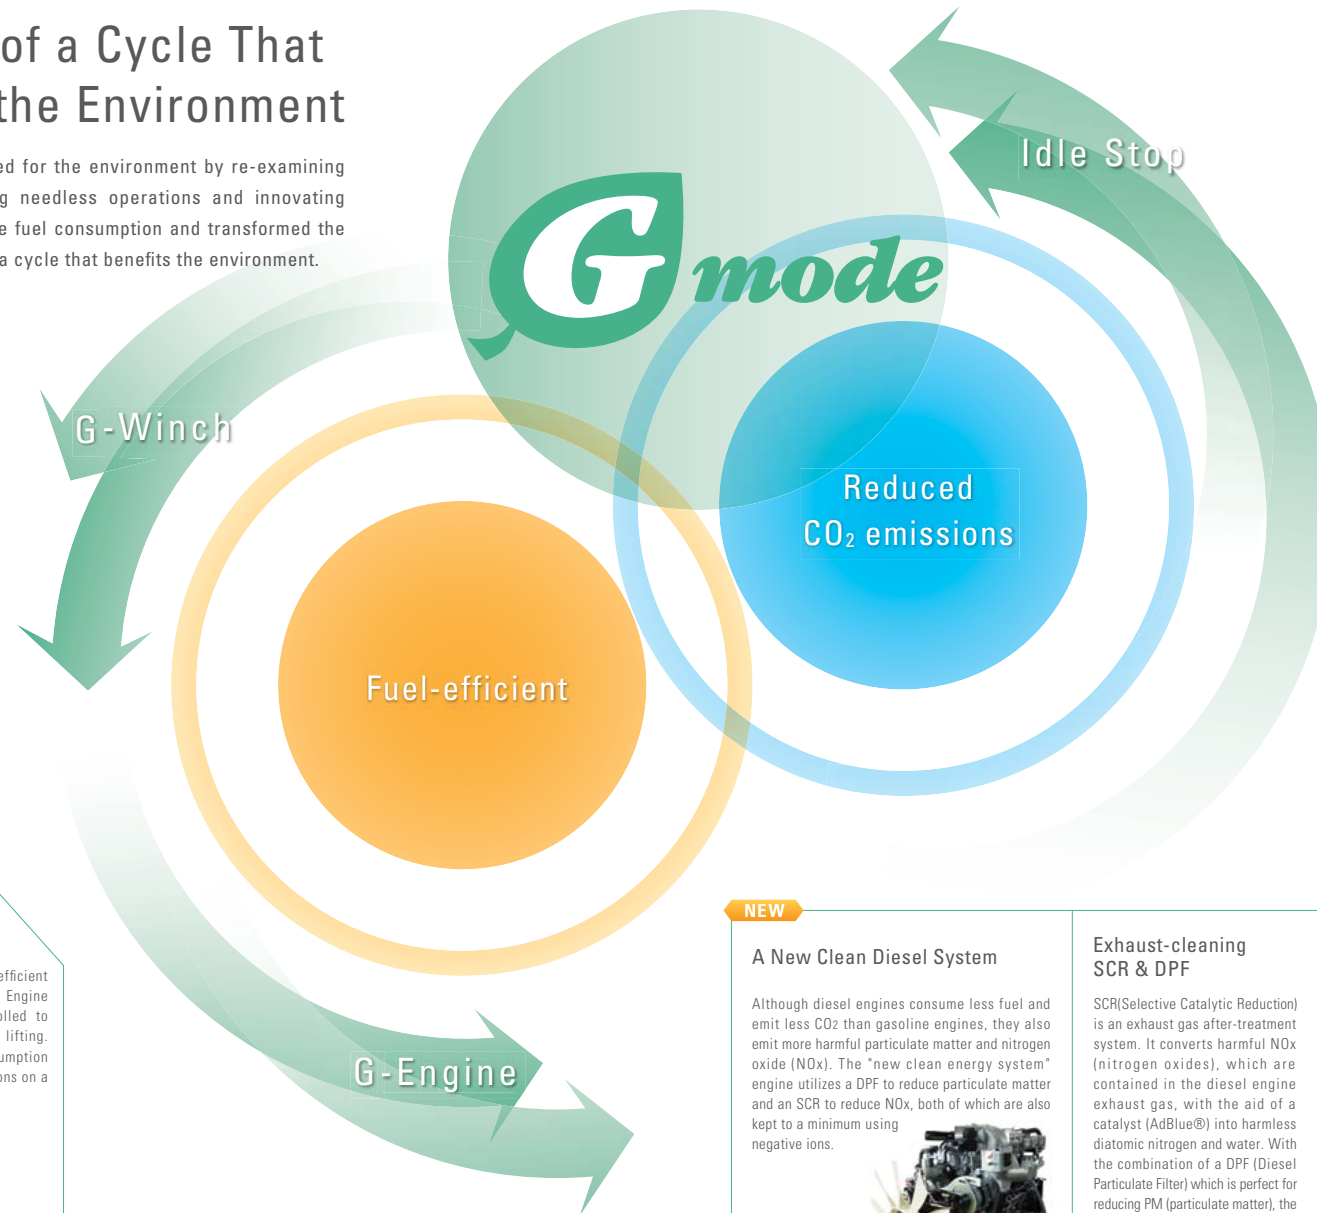 of a Cycle That
the Environment
ed for the environment by re-examining
g needless operations and innovating
e fuel consumption and transformed the
a cycle that benefits the environment.
G mode
Idle Stop
G-Winch
Reduced
CO2 emissions
Fuel-efficient
G-Engine
efficient
Engine
olled to
lifting.
umption
ons on a
NEW
A New Clean Diesel System
Although diesel engines consume less fuel and
emit less CO2 than gasoline engines, they also
emit more harmful particulate matter and nitrogen
oxide (NOx). The "new clean energy system"
engine utilizes a DPF to reduce particulate matter
and an SCR to reduce NOx, both of which are also
kept to a minimum using
negative ions.
Exhaust-cleaning
SCR & DPF
SCR(Selective Catalytic Reduction)
is an exhaust gas after-treatment
system. It converts harmful NOx
(nitrogen oxides), which are
contained in the diesel engine
exhaust gas, with the aid of a
catalyst (AdBlue®) into harmless
diatomic nitrogen and water. With
the combination of a DPF (Diesel
Particulate Filter) which is perfect for
reducing PM (particulate matter), the